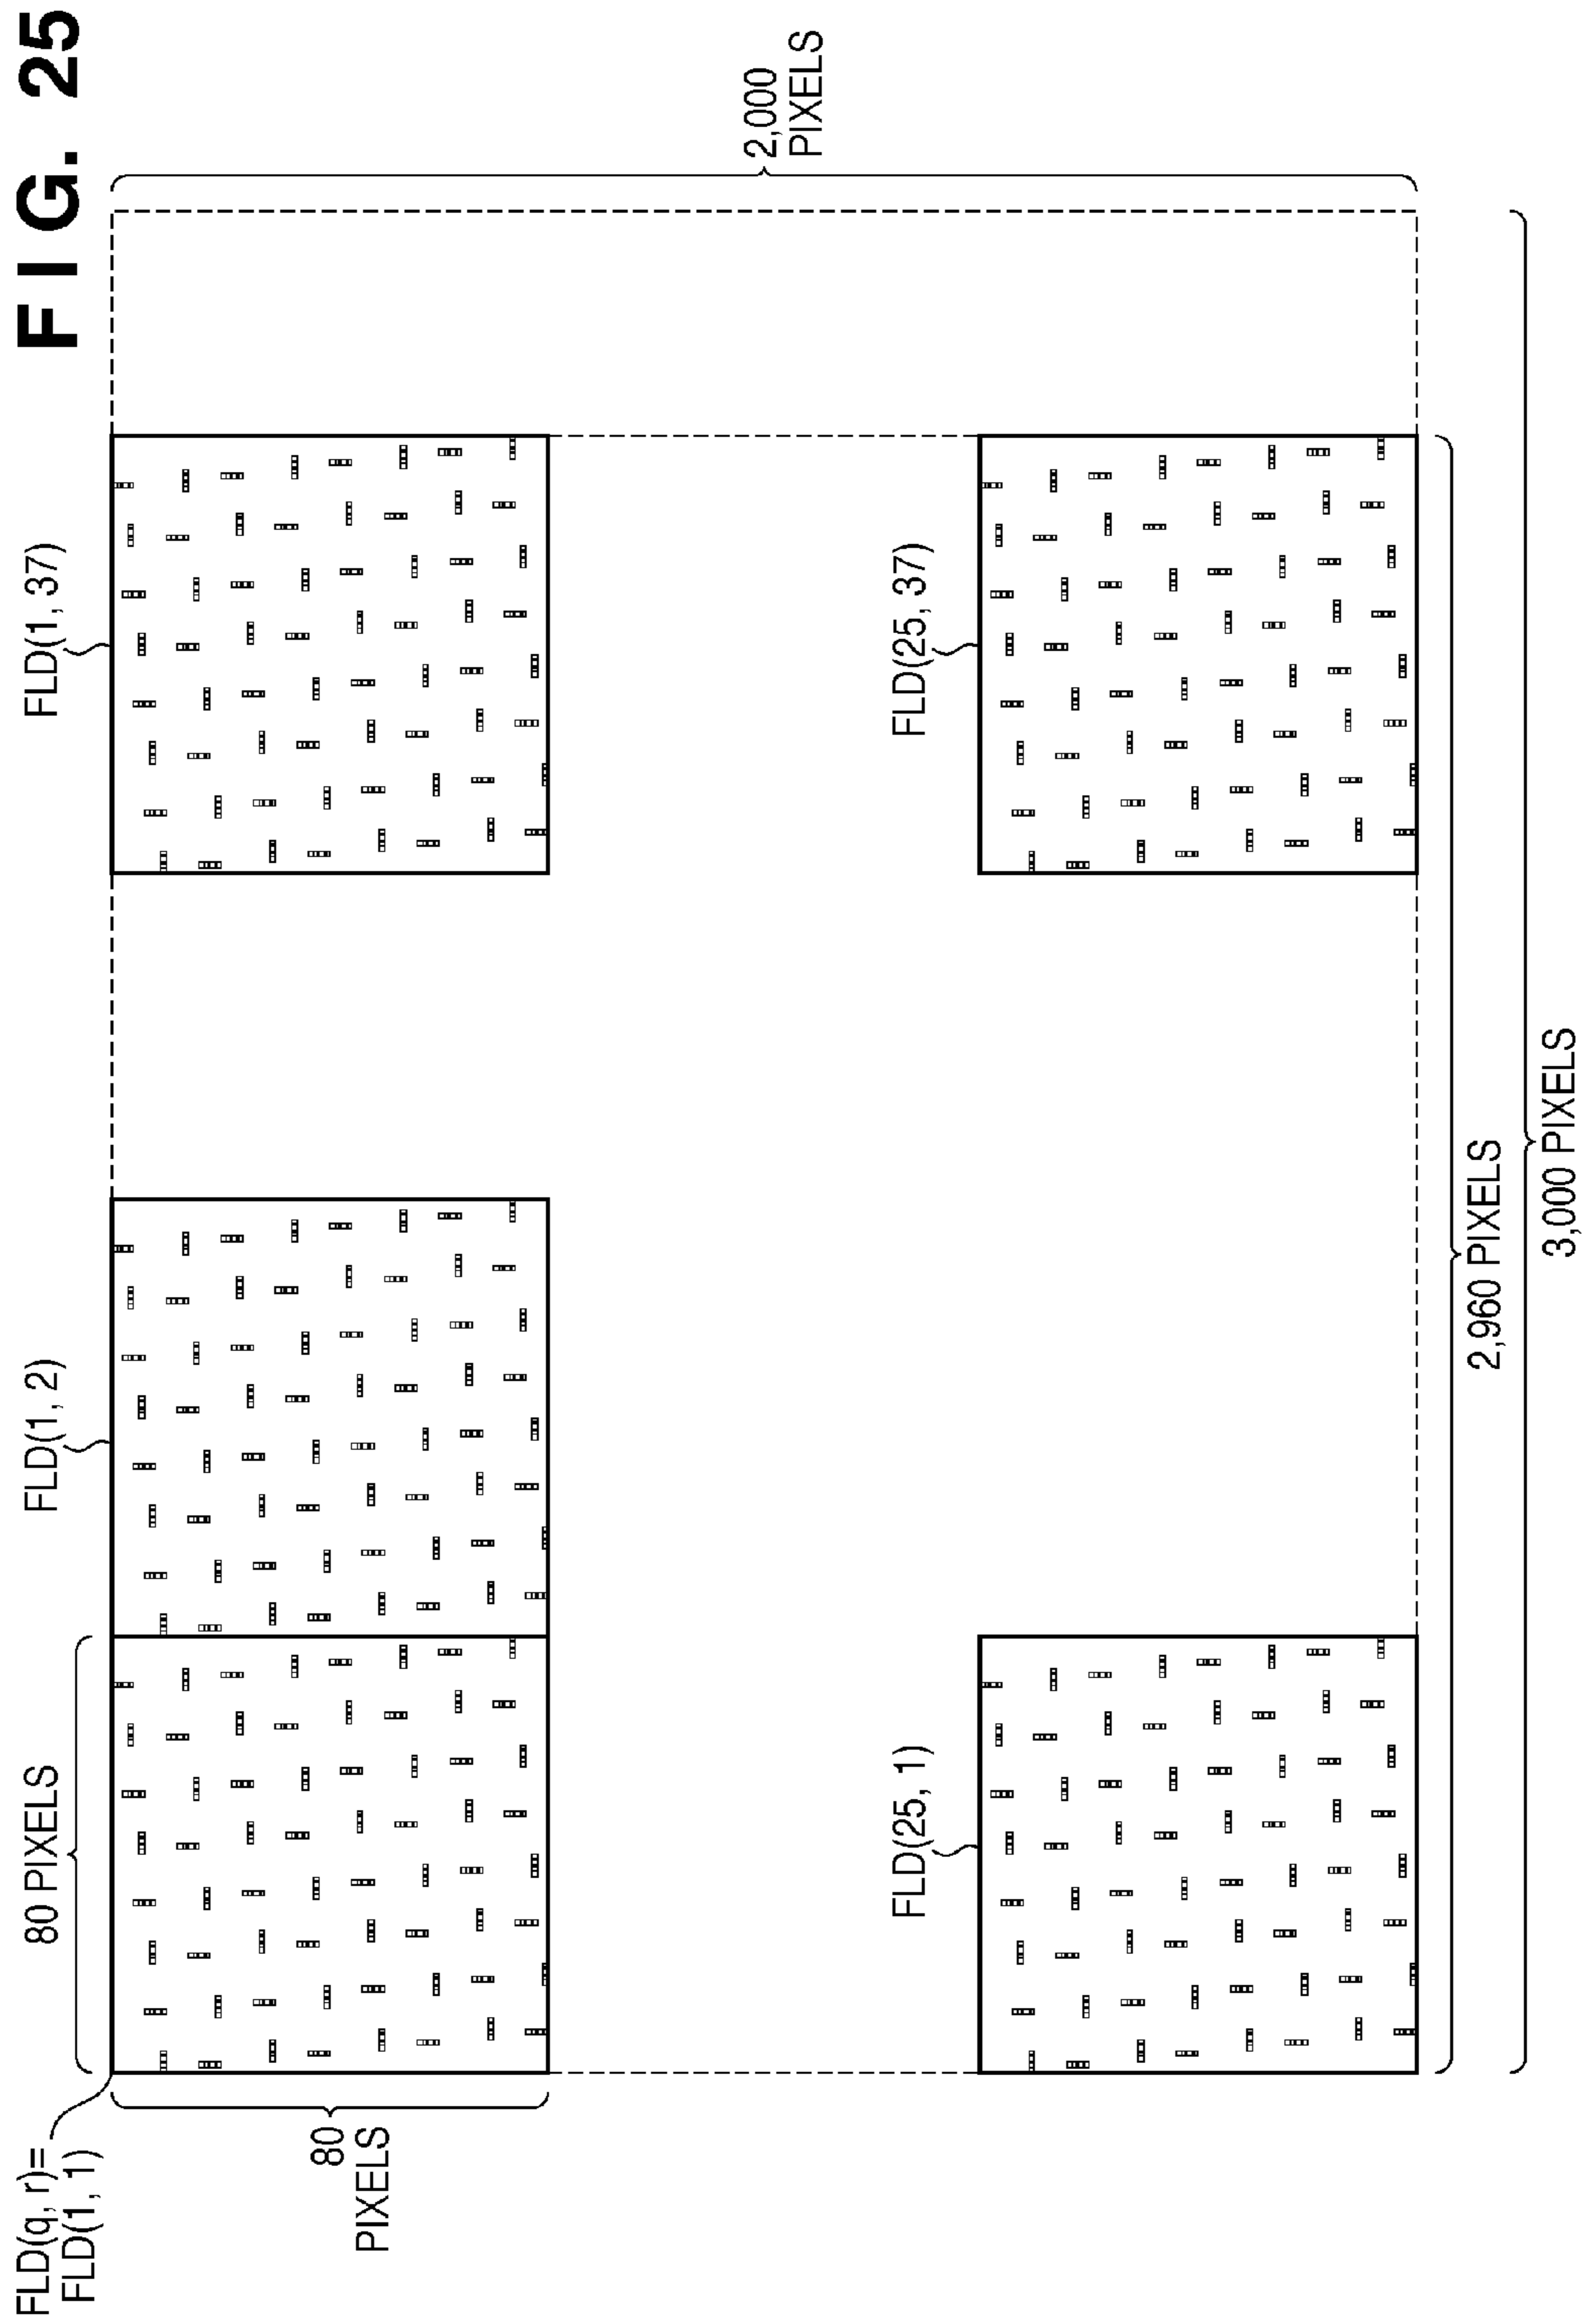 FIG. 25
FLD(q, r)=
FLD(1, 1)
80 PIXELS
FLD(1, 2)
FLD(1, 37)
80
PIXELS
2,000
PIXELS
FLD(25, 1)
FLD(25, 37)
2,960 PIXELS
3,000 PIXELS